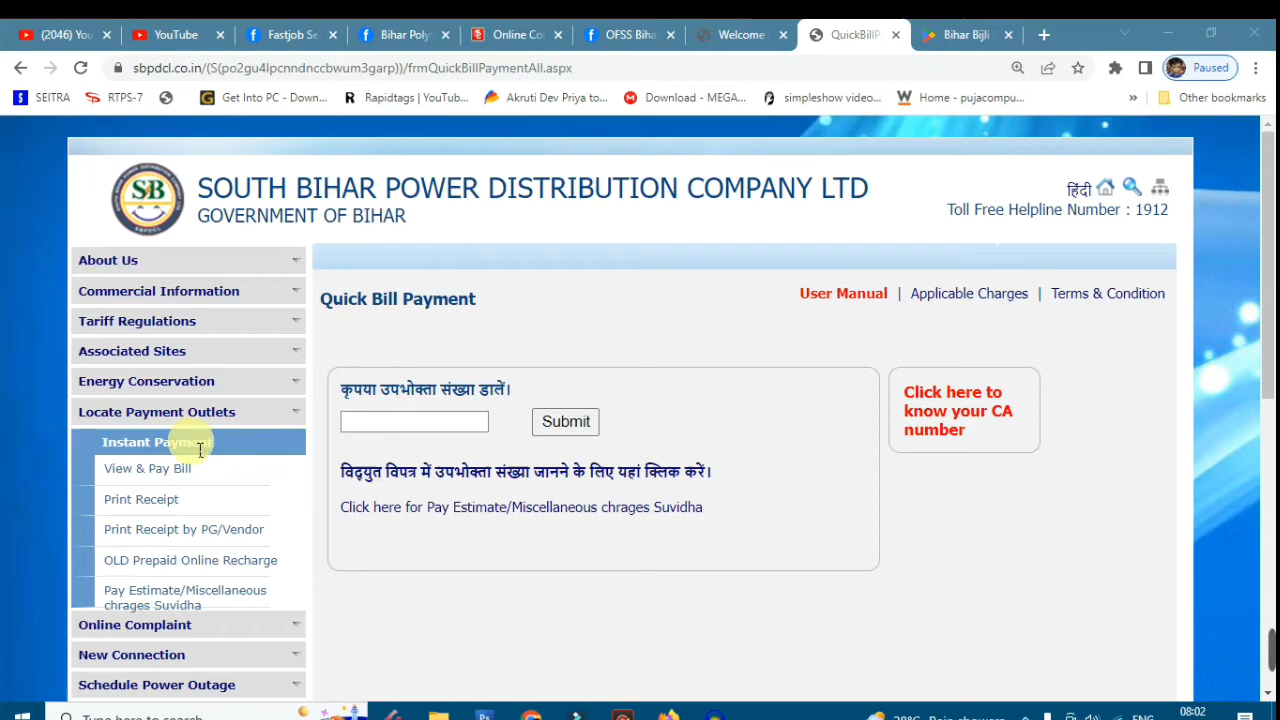 (2046) You
YouTube
Fastjob Se
Bihar Poly
Online Co
OFSS Biha
Welcome
QuickBillP
Bihar Bijli
sbpdcl.co.in/(S(po2gu4lpcnndnccbwum3garp))/frmQuickBillPaymentAll.aspx
Paused
SEITRA
RTPS-7
Get Into PC - Down...
Rapidtags | YouTub...
Akruti Dev Priya to...
Download - MEGA...
simpleshow video...
Home - pujacompu...
»
Other bookmarks
SB
SBPDCL
SOUTH BIHAR POWER DISTRIBUTION COMPANY LTD
GOVERNMENT OF BIHAR
हिंदी
Toll Free Helpline Number : 1912
About Us
Commercial Information
Tariff Regulations
Associated Sites
Energy Conservation
Locate Payment Outlets
Instant Payment
View & Pay Bill
Print Receipt
Print Receipt by PG/Vendor
OLD Prepaid Online Recharge
Pay Estimate/Miscellaneous
chrages Suvidha
Online Complaint
New Connection
Schedule Power Outage
Quick Bill Payment
User Manual | Applicable Charges | Terms & Condition
कृपया उपभोक्ता संख्या डालें।
Submit
विद्युत विपत्र में उपभोक्ता संख्या जानने के लिए यहां क्लिक करें।
Click here for Pay Estimate/Miscellaneous chrages Suvidha
Click here to
know your CA
number
Type here to search
28°C Rain showers
ENG
08:02